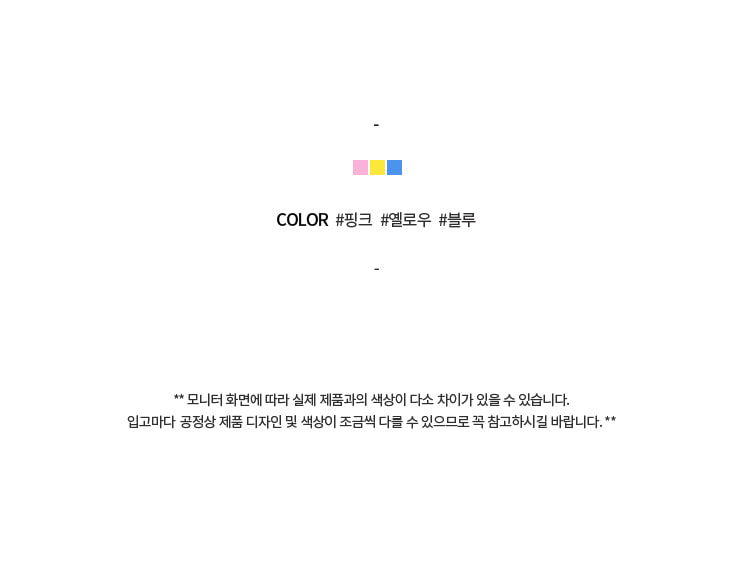 -
COLOR #핑크 #옐로우 #블루
-
** 모니터 화면에 따라 실제 제품과의 색상이 다소 차이가 있을 수 있습니다.
입고마다 공정상 제품 디자인 및 색상이 조금씩 다를 수 있으므로 꼭 참고하시길 바랍니다. **